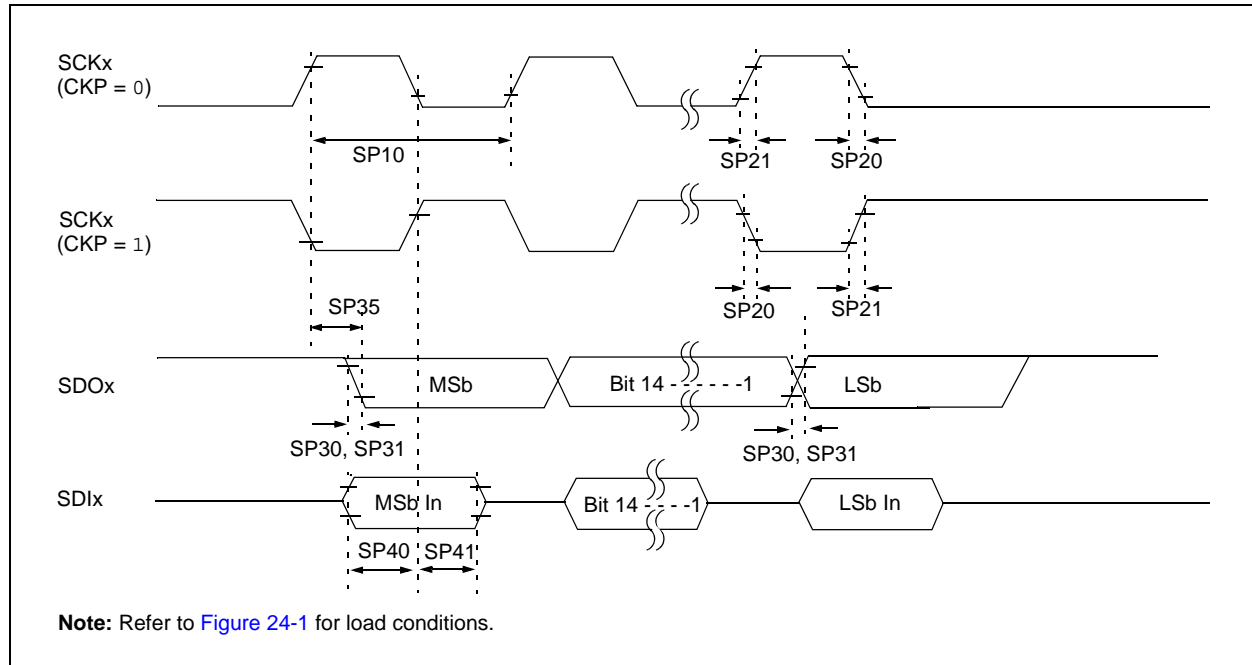 SCKx
(CKP = 0)
SP10
SP21
SP20
SCKx
(CKP = 1)
SP35
SP20
SP21
SDOx
MSb
Bit 14 - - - - - -1
LSb
SP30, SP31
SP30, SP31
SDIx
MSb In
Bit 14 - - - -1
LSb In
SP40
SP41
Note: Refer to Figure 24-1 for load conditions.